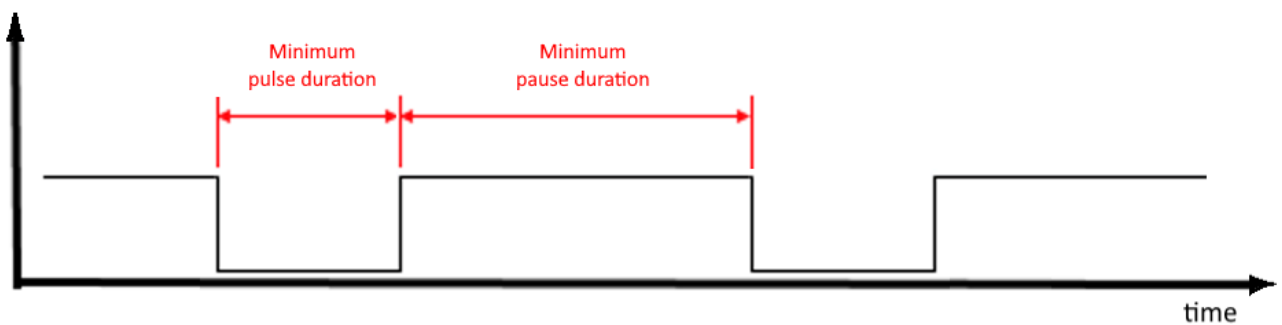 Minimum
pulse duration
Minimum
pause duration
time